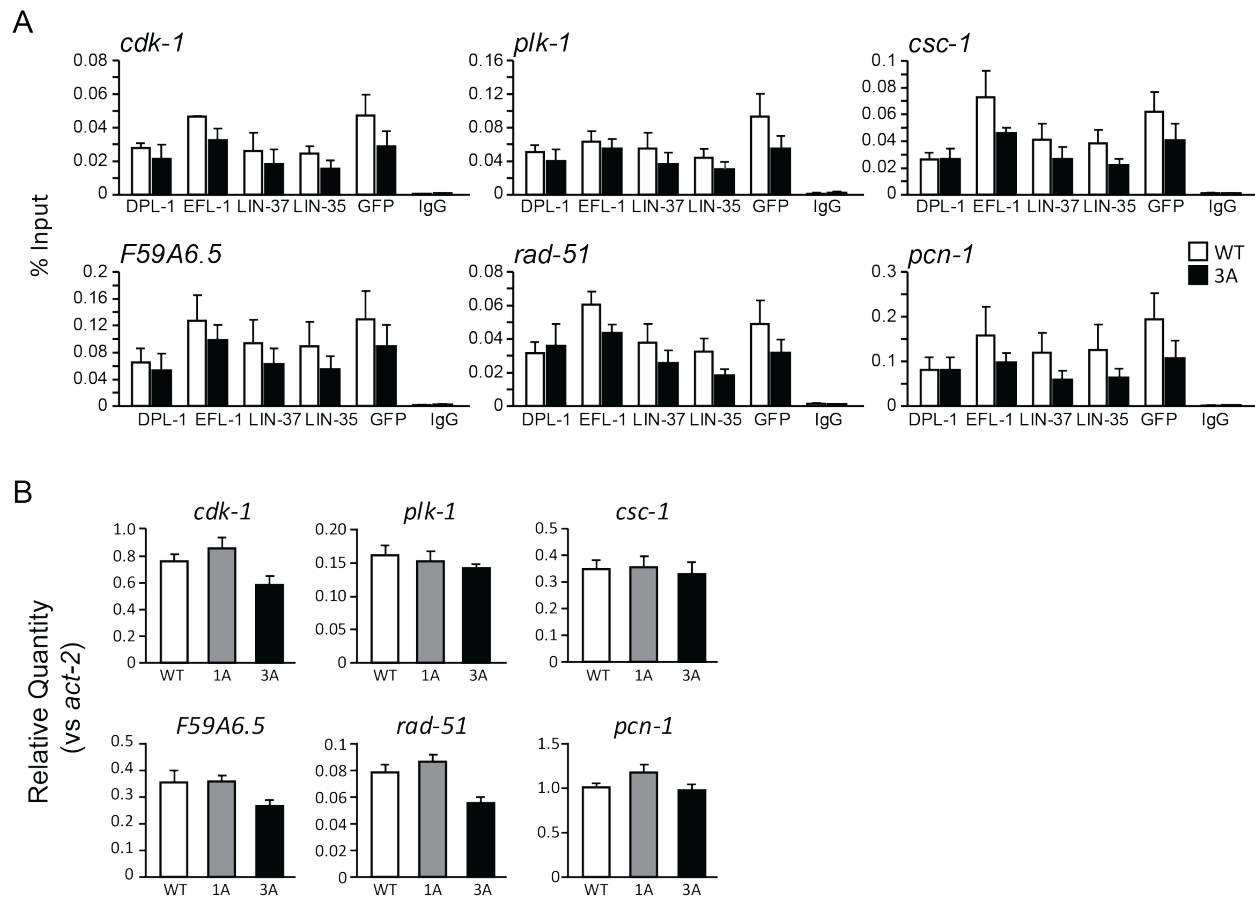 A
cdk-1 plk-1 csc-1
0.08 0.16 0.1
0.06 0.12 0.08
0.04 0.08 0.06
0.02 0.04 0.04
0 0 0.02
0
DPL-1 EFL-1 LIN-37 LIN-35 GFP IgG DPL-1 EFL-1 LIN-37 LIN-35 GFP IgG DPL-1 EFL-1 LIN-37 LIN-35 GFP IgG
% Input
F59A6.5 rad-51 pcn-1
WT
3A
0.2 0.08 0.3
0.16 0.06 0.2
0.12 0.04 0.1
0.08 0.02 0
0.04 0
0
DPL-1 EFL-1 LIN-37 LIN-35 GFP IgG DPL-1 EFL-1 LIN-37 LIN-35 GFP IgG DPL-1 EFL-1 LIN-37 LIN-35 GFP IgG
B
cdk-1 plk-1 csc-1
1.0 0.20 0.5
0.8 0.15 0.4
0.6 0.10 0.3
0.4 0.05 0.2
0.2 0 0.1
0 0
WT 1A 3A WT 1A 3A WT 1A 3A
Relative Quantity
(vs act-2)
F59A6.5 rad-51 pcn-1
0.5 0.1 1.5
0.4 0.08 1.0
0.3 0.06 0.5
0.2 0.04 0
0.1 0.02
0 0
WT 1A 3A WT 1A 3A WT 1A 3A